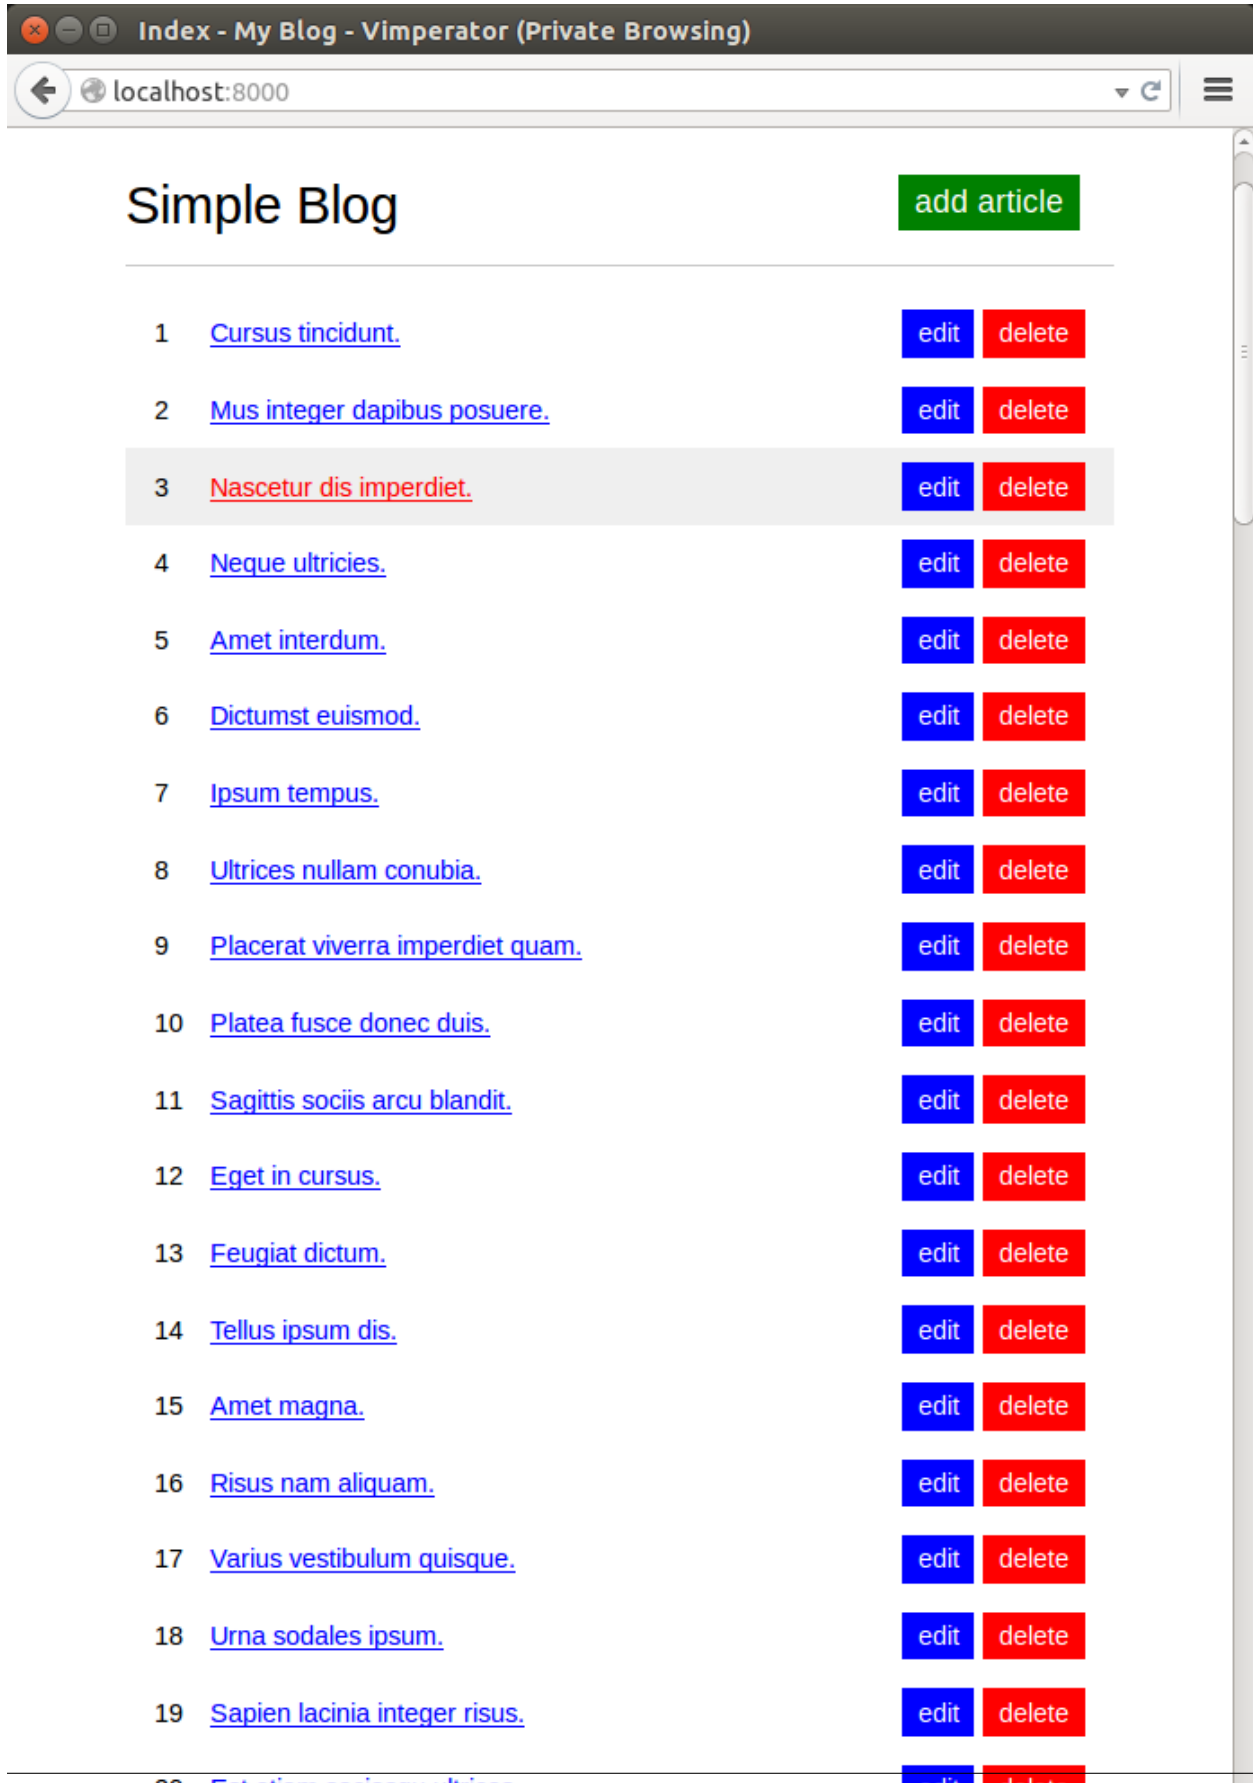 Index - My Blog - Vimperator (Private Browsing)
localhost:8000
Simple Blog add article
1 Cursus tincidunt. edit delete
2 Mus integer dapibus posuere. edit delete
3 Nascetur dis imperdiet. edit delete
4 Neque ultricies. edit delete
5 Amet interdum. edit delete
6 Dictumst euismod. edit delete
7 Ipsum tempus. edit delete
8 Ultrices nullam conubia. edit delete
9 Placerat viverra imperdiet quam. edit delete
10 Platea fusce donec duis. edit delete
11 Sagittis sociis arcu blandit. edit delete
12 Eget in cursus. edit delete
13 Feugiat dictum. edit delete
14 Tellus ipsum dis. edit delete
15 Amet magna. edit delete
16 Risus nam aliquam. edit delete
17 Varius vestibulum quisque. edit delete
18 Urna sodales ipsum. edit delete
19 Sapien lacinia integer risus. edit delete